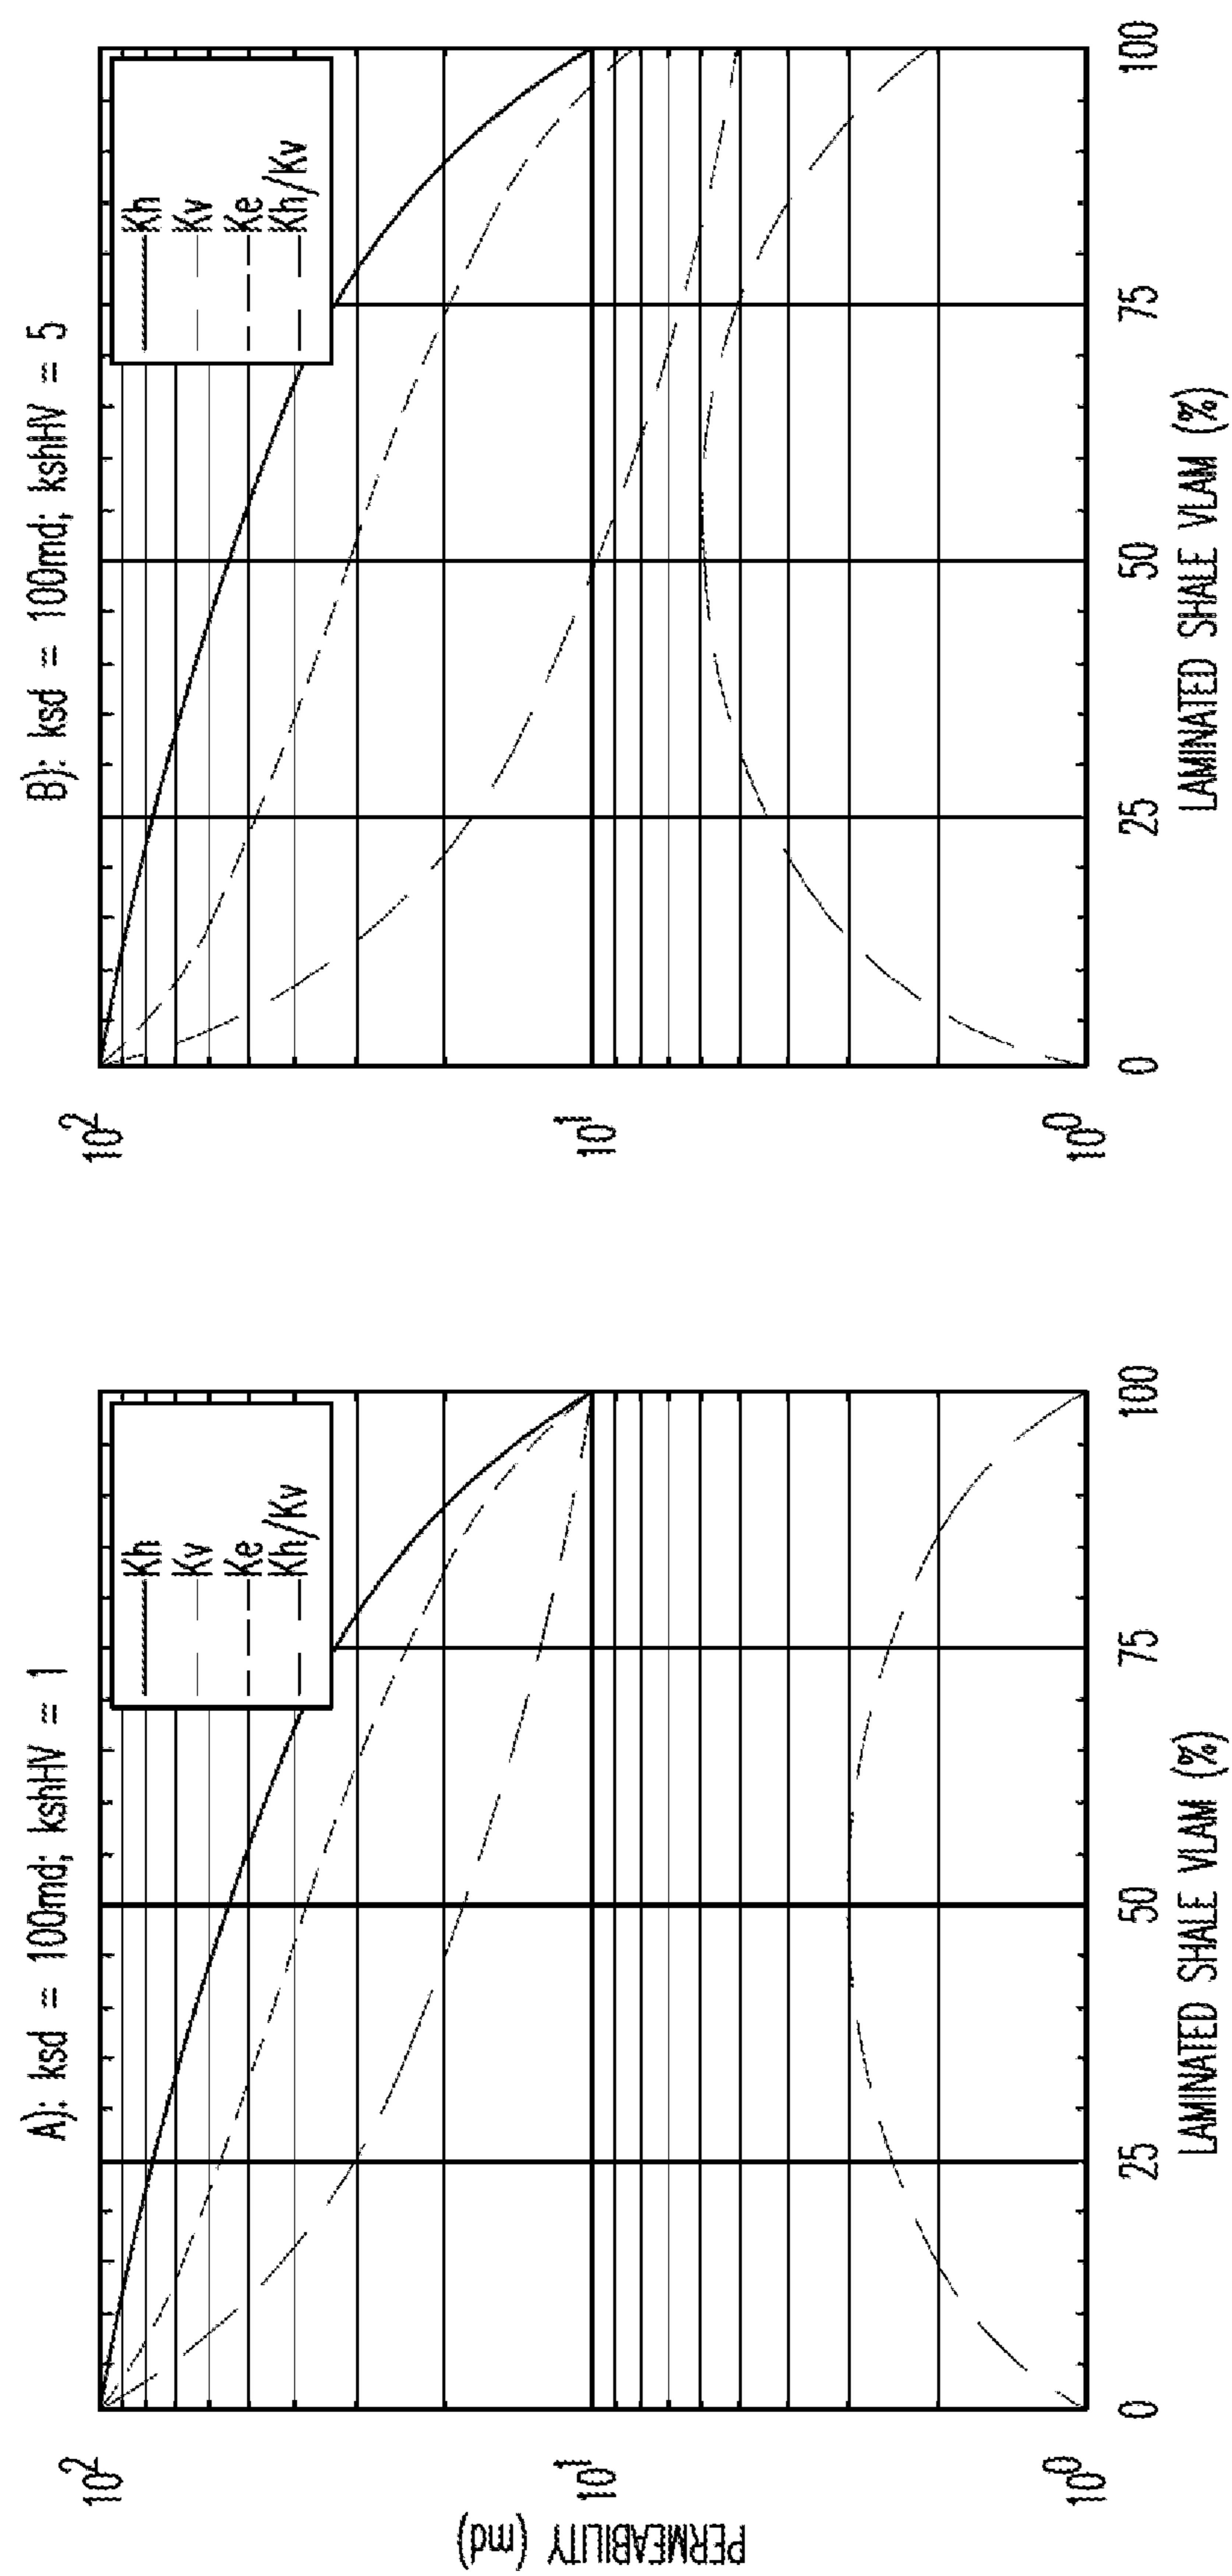 A): ksd = 100md; kshHV = 1
PERMEABILITY (md)
10²
10¹
10⁰
Kh
Kv
Ke
Kh/Kv
0 25 50 75 100
LAMINATED SHALE VLAM (%)
B): ksd = 100md; kshHV = 5
10²
10¹
10⁰
Kh
Kv
Ke
Kh/Kv
0 25 50 75 100
LAMINATED SHALE VLAM (%)